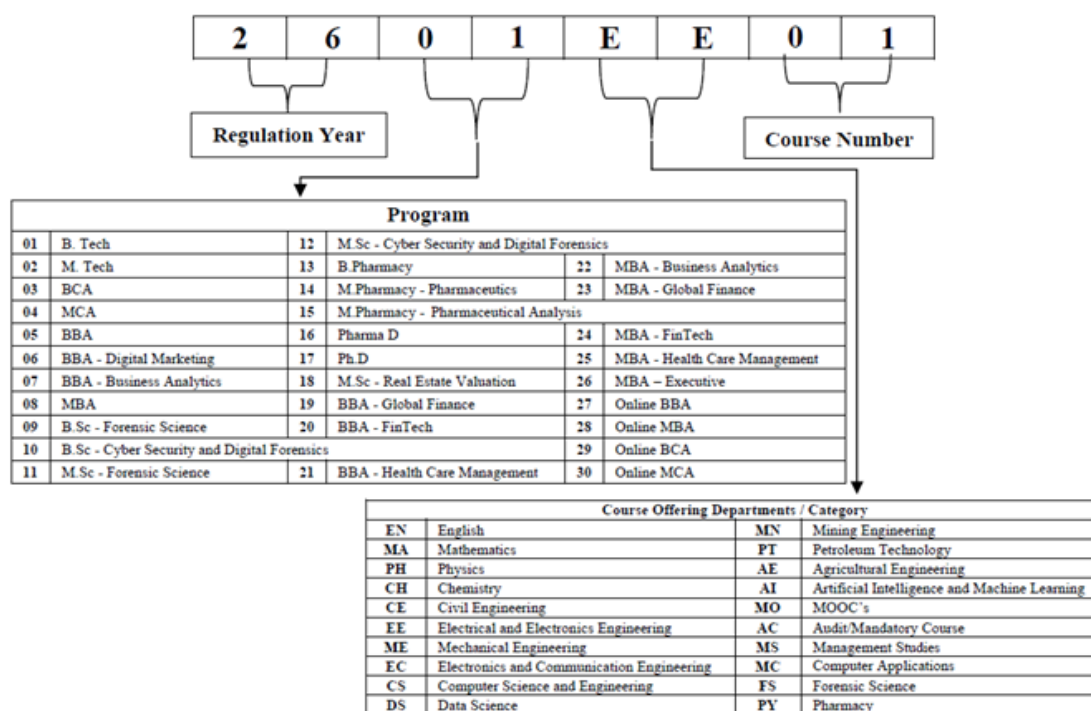 2 6 0 1 E E 0 1
Regulation Year
Course Number
Program
01 B. Tech 12 M.Sc - Cyber Security and Digital Forensics
02 M. Tech 13 B.Pharmacy 22 MBA - Business Analytics
03 BCA 14 M.Pharmacy - Pharmaceutics 23 MBA - Global Finance
04 MCA 15 M.Pharmacy - Pharmaceutical Analysis
05 BBA 16 Pharma D 24 MBA - FinTech
06 BBA - Digital Marketing 17 Ph.D 25 MBA - Health Care Management
07 BBA - Business Analytics 18 M.Sc - Real Estate Valuation 26 MBA – Executive
08 MBA 19 BBA - Global Finance 27 Online BBA
09 B.Sc - Forensic Science 20 BBA - FinTech 28 Online MBA
10 B.Sc - Cyber Security and Digital Forensics 29 Online BCA
11 M.Sc - Forensic Science 21 BBA - Health Care Management 30 Online MCA
Course Offering Departments / Category
EN English MN Mining Engineering
MA Mathematics PT Petroleum Technology
PH Physics AE Agricultural Engineering
CH Chemistry AI Artificial Intelligence and Machine Learning
CE Civil Engineering MO MOOC's
EE Electrical and Electronics Engineering AC Audit/Mandatory Course
ME Mechanical Engineering MS Management Studies
EC Electronics and Communication Engineering MC Computer Applications
CS Computer Science and Engineering FS Forensic Science
DS Data Science PY Pharmacy